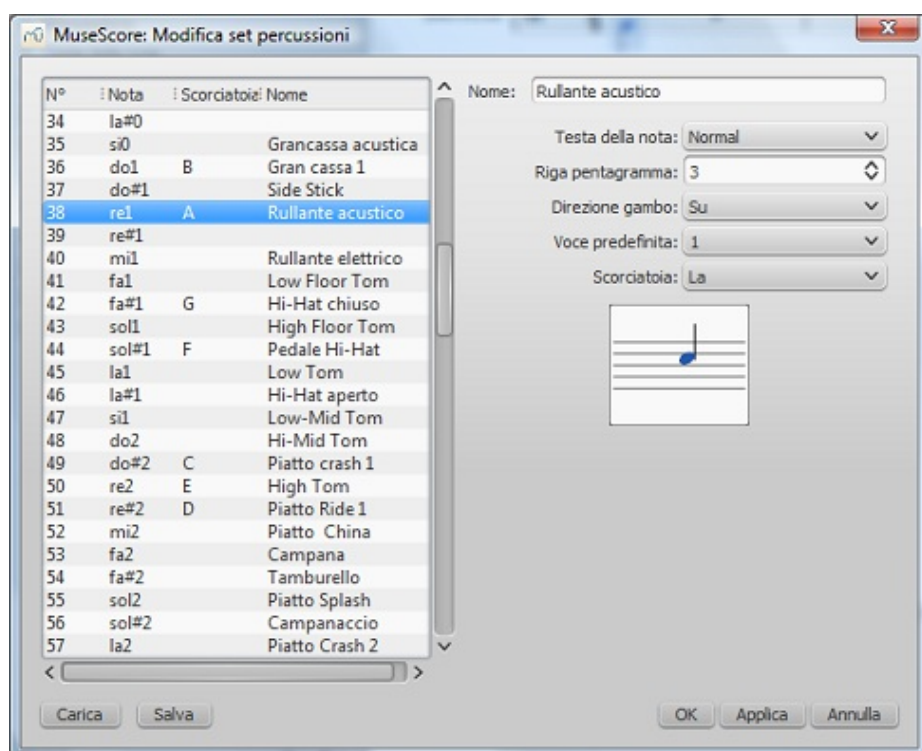 MuseScore: Modifica set percussioni
N° Nota Scorciatoia Nome
34 la#0
35 si0 Grancassa acustica
36 do1 B Gran cassa 1
37 do#1 Side Stick
38 re1 A Rullante acustico
39 re#1
40 mi1 Rullante elettrico
41 fa1 Low Floor Tom
42 fa#1 G Hi-Hat chiuso
43 sol1 High Floor Tom
44 sol#1 F Pedale Hi-Hat
45 la1 Low Tom
46 la#1 Hi-Hat aperto
47 si1 Low-Mid Tom
48 do2 Hi-Mid Tom
49 do#2 C Piatto crash 1
50 re2 E High Tom
51 re#2 D Piatto Ride 1
52 mi2 Piatto China
53 fa2 Campana
54 fa#2 Tamburello
55 sol2 Piatto Splash
56 sol#2 Campanaccio
57 la2 Piatto Crash 2
Nome: Rullante acustico
Testa della nota: Normal
Riga pentagramma: 3
Direzione gambo: Su
Voce predefinita: 1
Scorciatoia: La
Carica Salva OK Applica Annulla